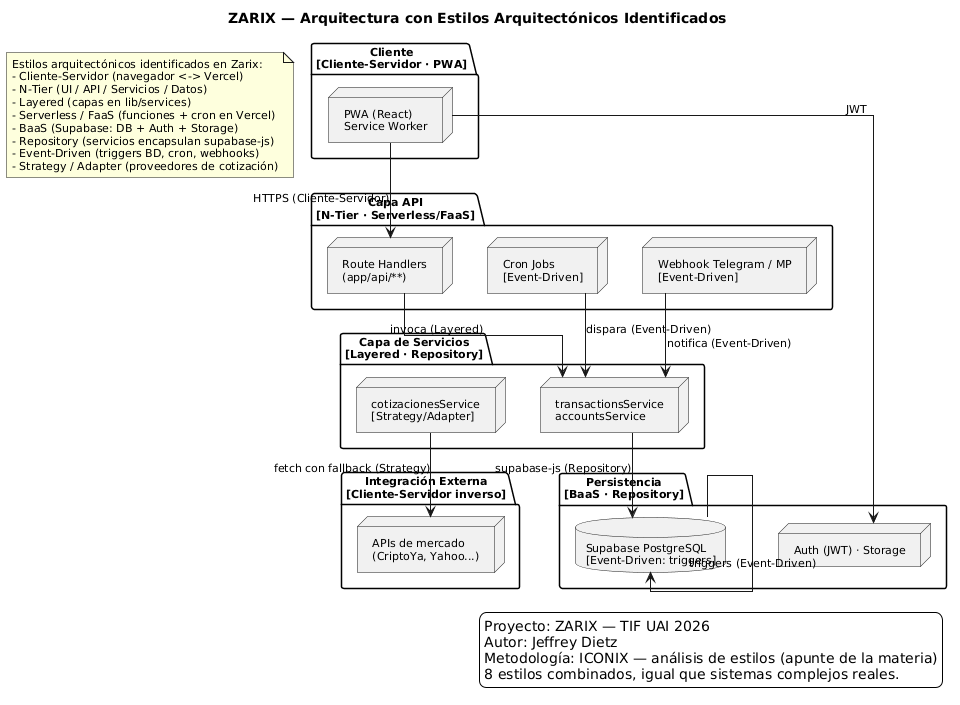 ZARIX — Arquitectura con Estilos Arquitectónicos Identificados
Estilos arquitectónicos identificados en Zarix:
- Cliente-Servidor (navegador <-> Vercel)
- N-Tier (UI / API / Servicios / Datos)
- Layered (capas en lib/services)
- Serverless / FaaS (funciones + cron en Vercel)
- BaaS (Supabase: DB + Auth + Storage)
- Repository (servicios encapsulan supabase-js)
- Event-Driven (triggers BD, cron, webhooks)
- Strategy / Adapter (proveedores de cotización)
Cliente
[Cliente-Servidor · PWA]
PWA (React)
Service Worker
JWT
HTTPS (Cliente-Servidor)
Capa API
[N-Tier · Serverless/FaaS]
Route Handlers
(app/api/**)
Cron Jobs
[Event-Driven]
Webhook Telegram / MP
[Event-Driven]
invoca (Layered)
dispara (Event-Driven)
notifica (Event-Driven)
Capa de Servicios
[Layered · Repository]
cotizacionesService
[Strategy/Adapter]
transactionsService
accountsService
fetch con fallback (Strategy)
supabase-js (Repository)
Integración Externa
[Cliente-Servidor inverso]
APIs de mercado
(CriptoYa, Yahoo...)
Persistencia
[BaaS · Repository]
Supabase PostgreSQL
[Event-Driven: triggers]
triggers (Event-Driven)
Auth (JWT) · Storage
Proyecto: ZARIX — TIF UAI 2026
Autor: Jeffrey Dietz
Metodología: ICONIX — análisis de estilos (apunte de la materia)
8 estilos combinados, igual que sistemas complejos reales.